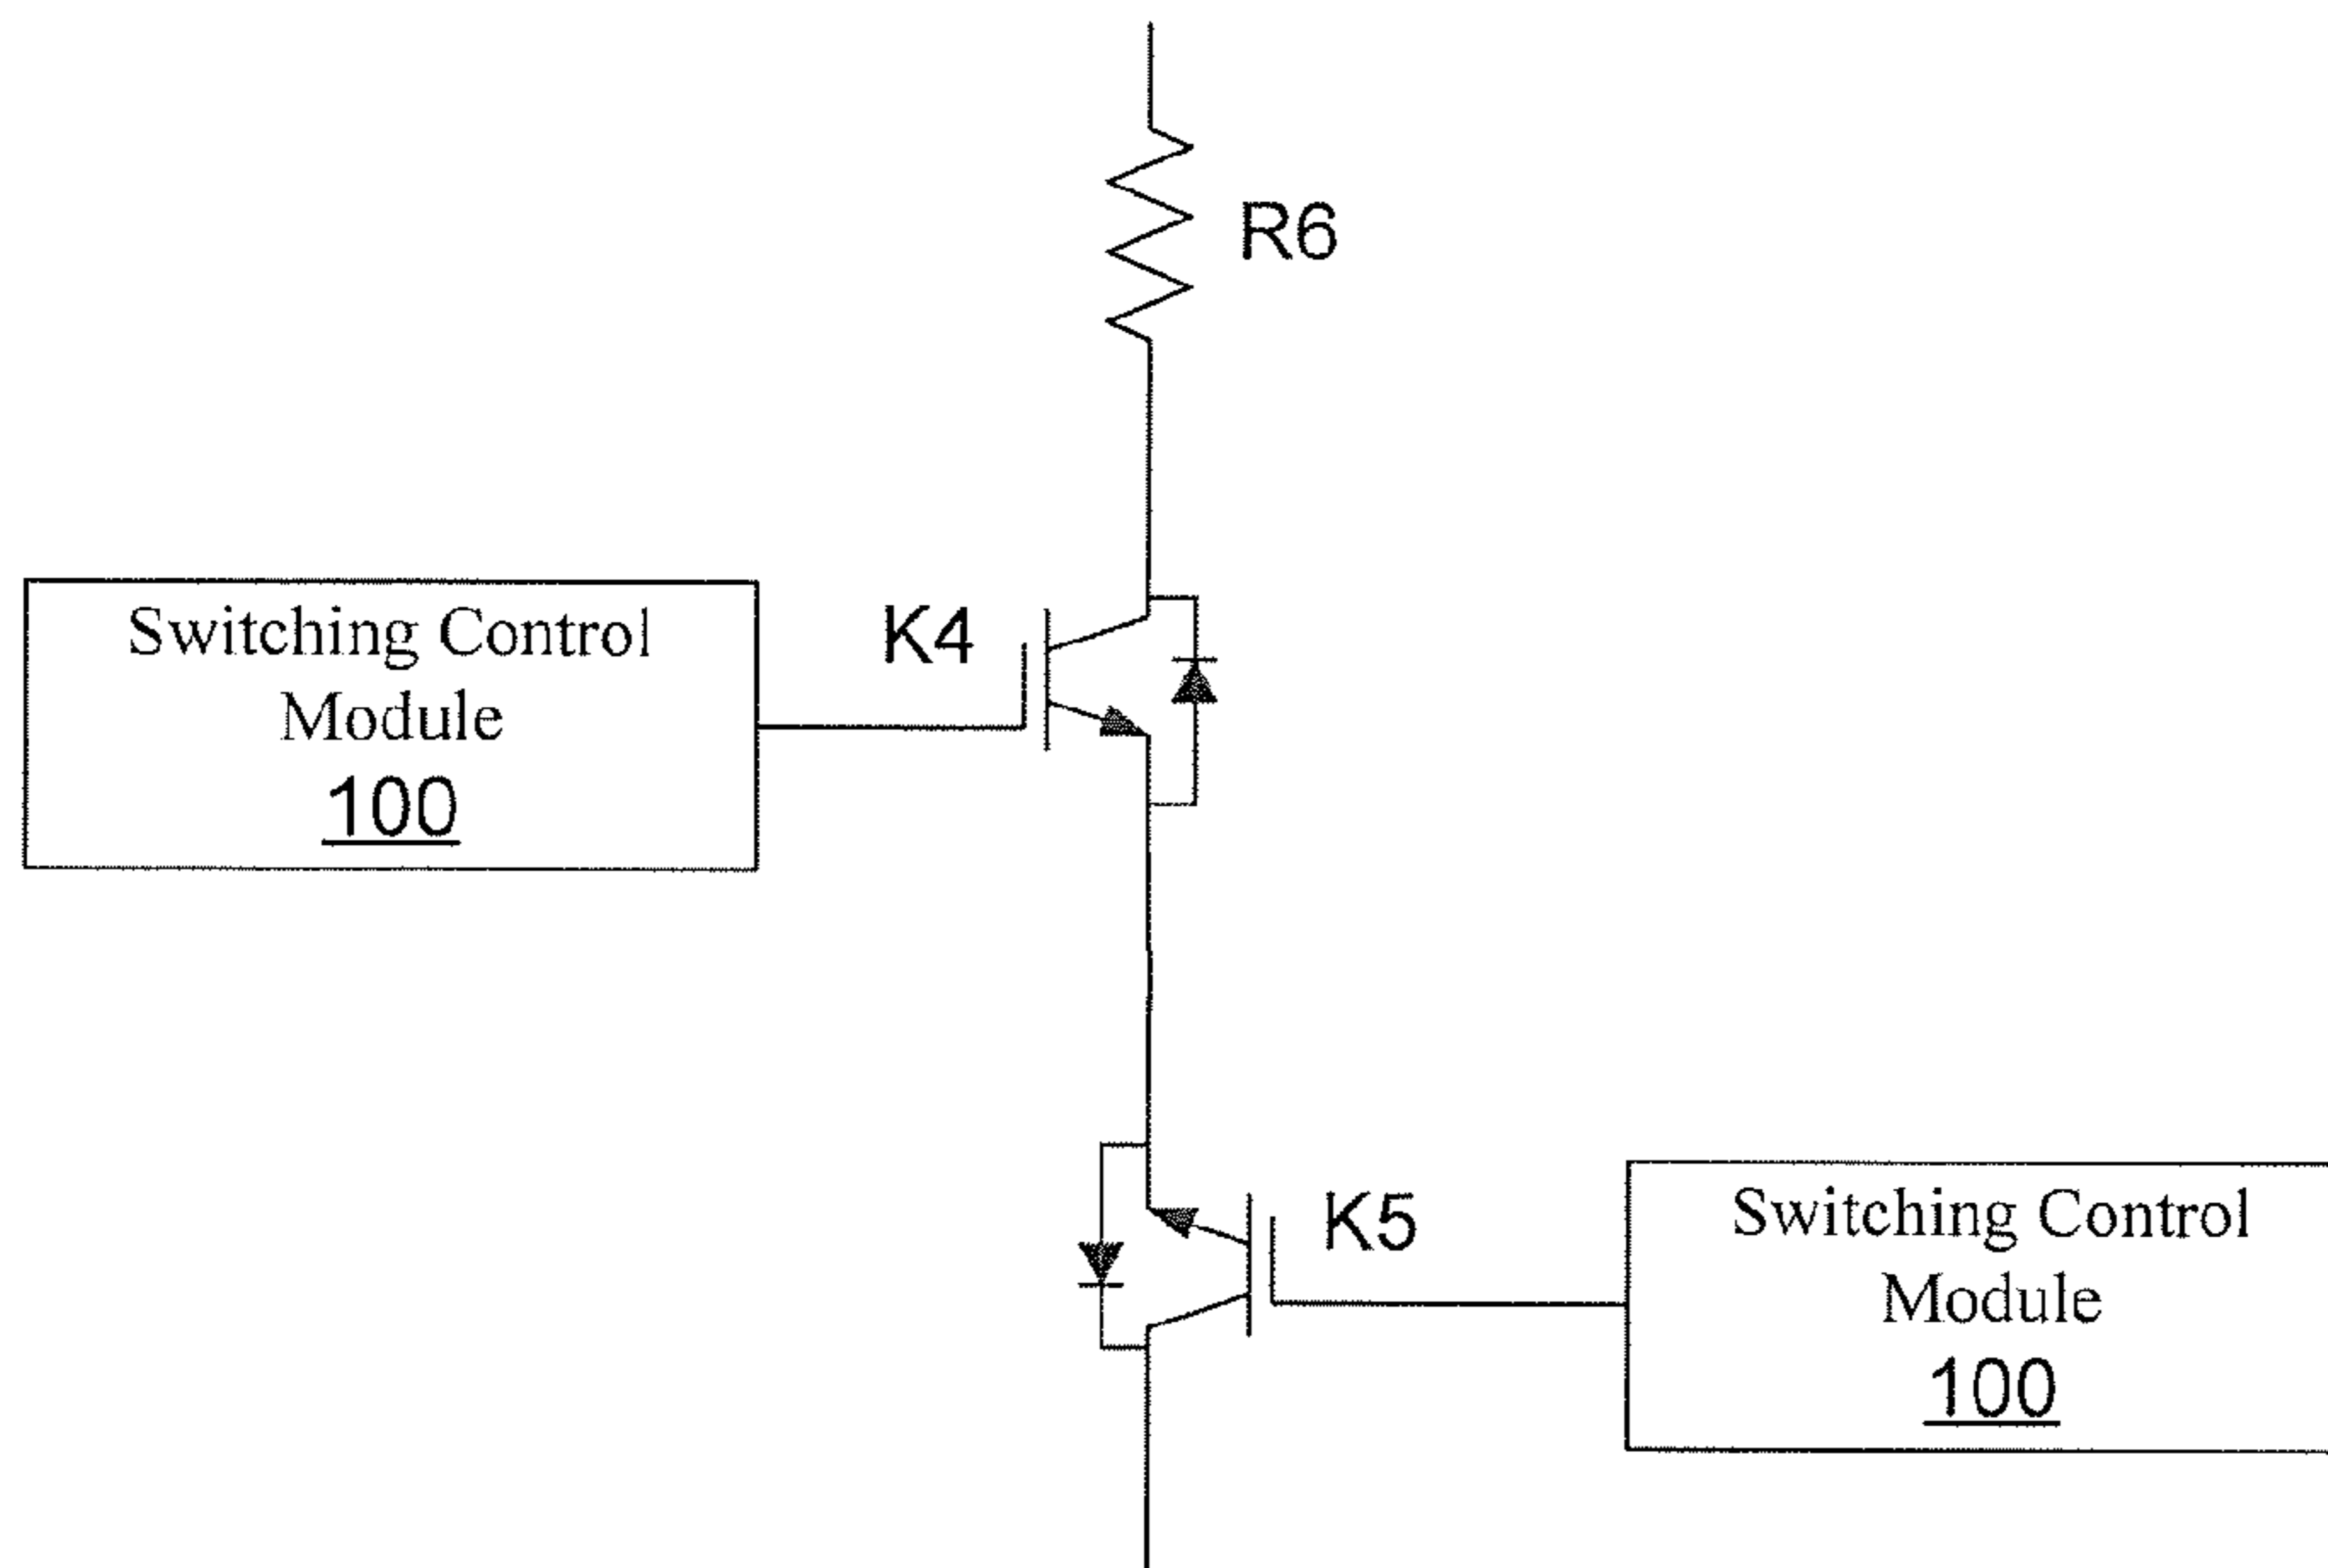 R6
Switching Control
Module
100
K4
K5
Switching Control
Module
100